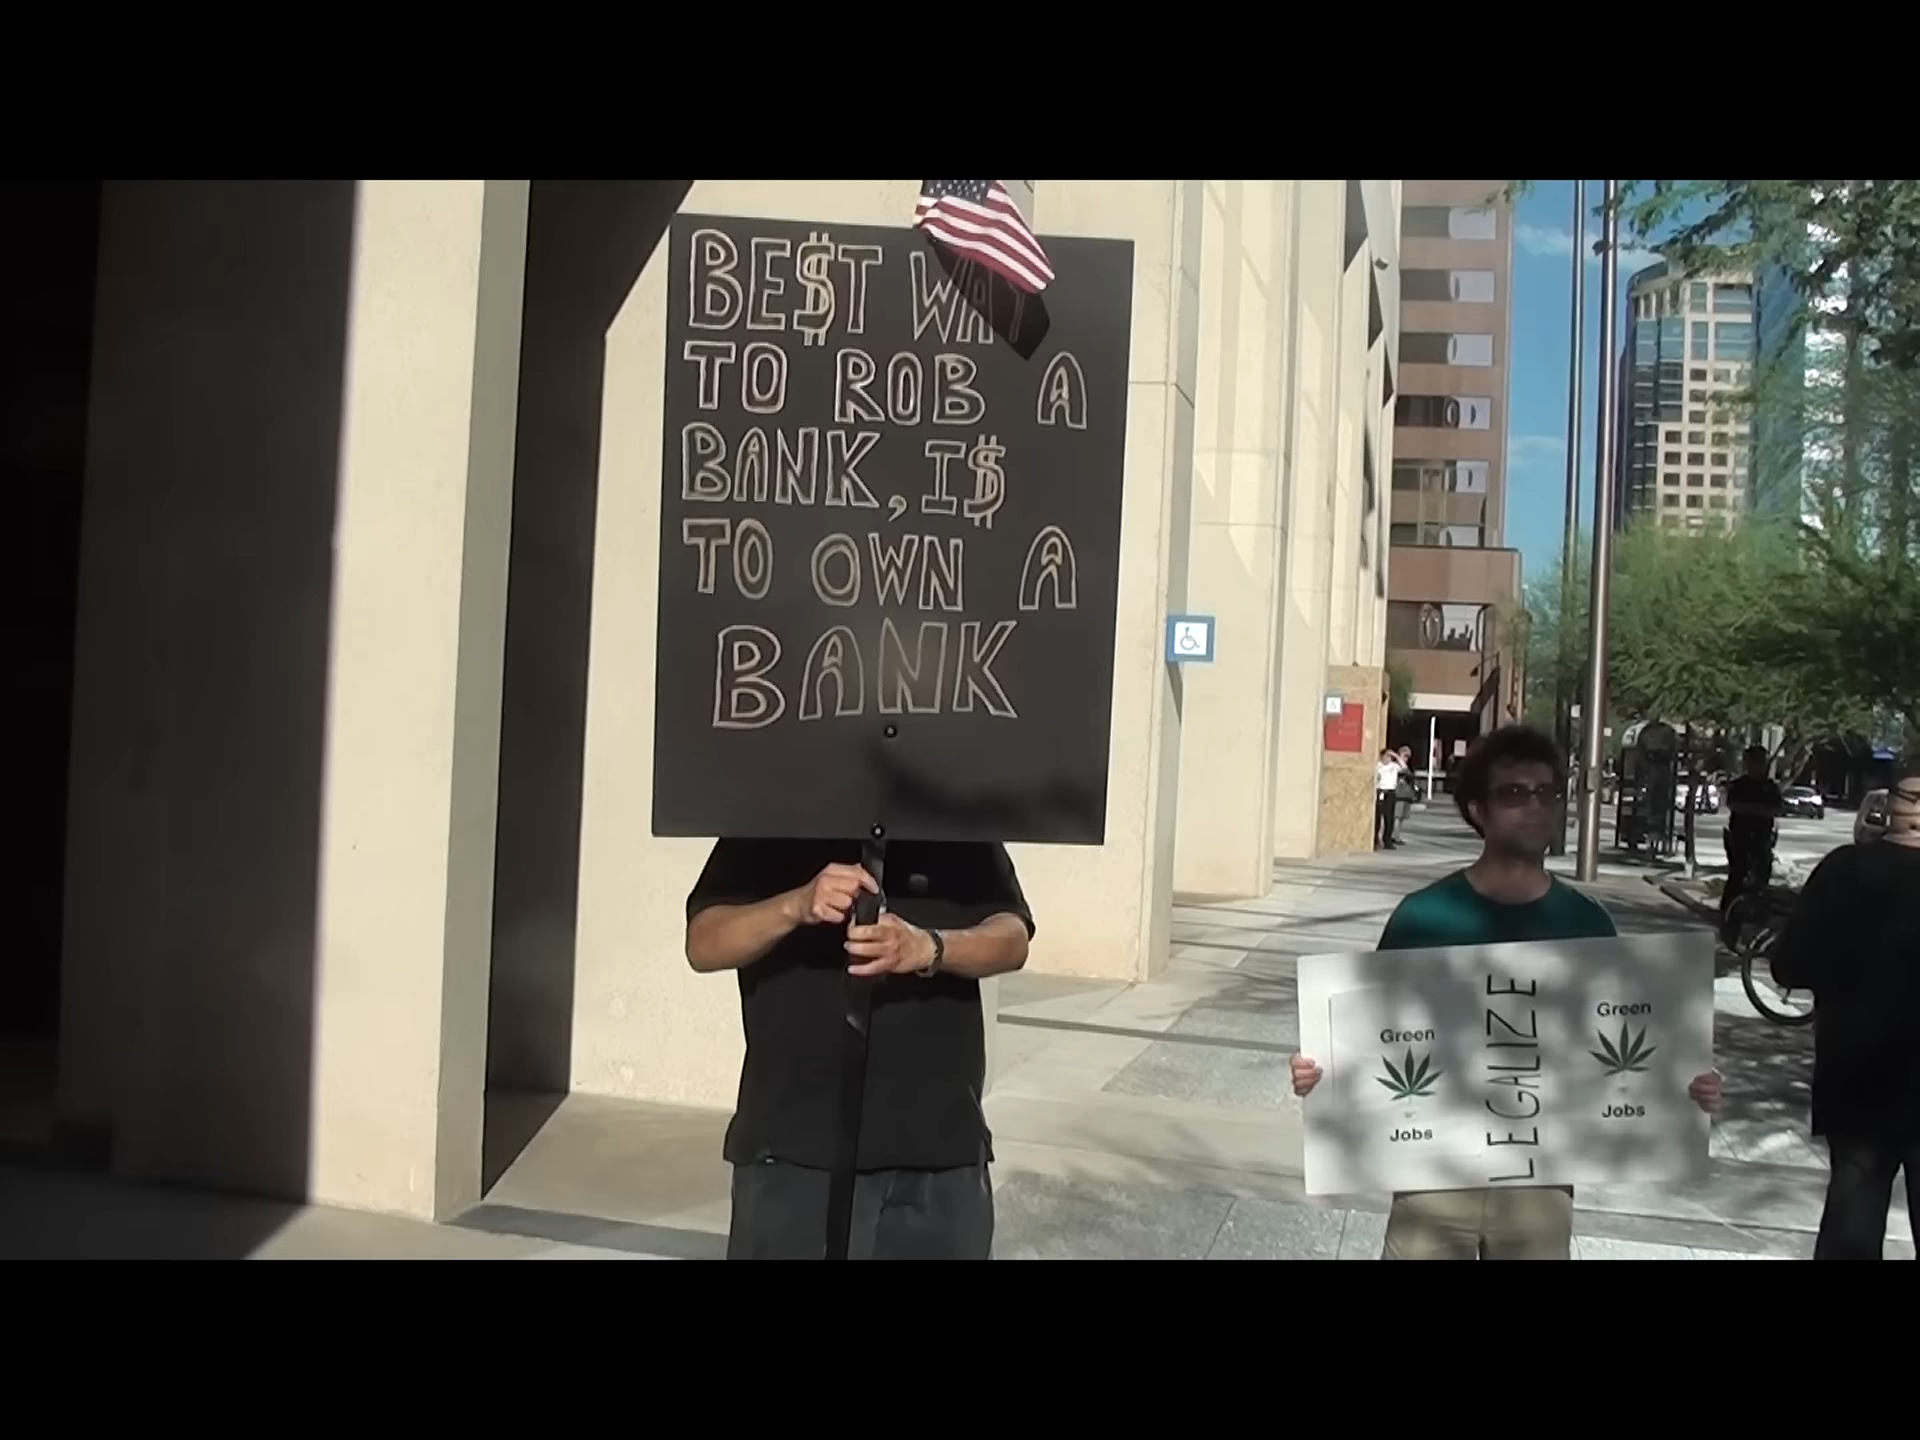 BE$T WAY
TO ROB A
BANK, I$
TO OWN A
BANK
Green
Jobs
LEGALIZE
Green
Jobs